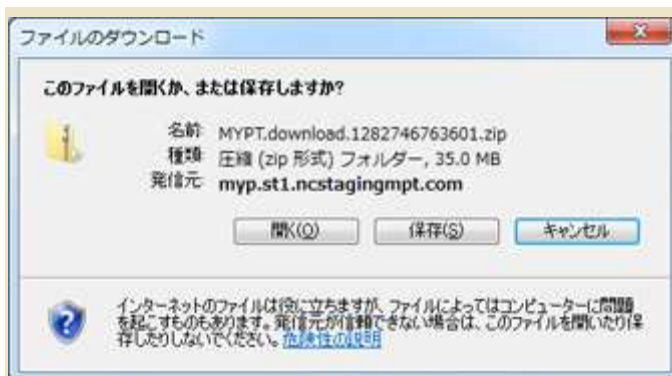 ファイルのダウンロード
このファイルを開くか、または保存しますか?
名前 MYPT.download.1282746763601.zip
種類 圧縮 (zip 形式) フォルダー, 35.0 MB
発信元 myp.st1.ncstagingmpt.com
開く(O) 保存(S) キャンセル
インターネットのファイルは役に立ちますが、ファイルによってはコンピューターに問題
を起こすものもあります。発信元が信頼できない場合は、このファイルを開いたり保
存したりしないでください。危険性の説明